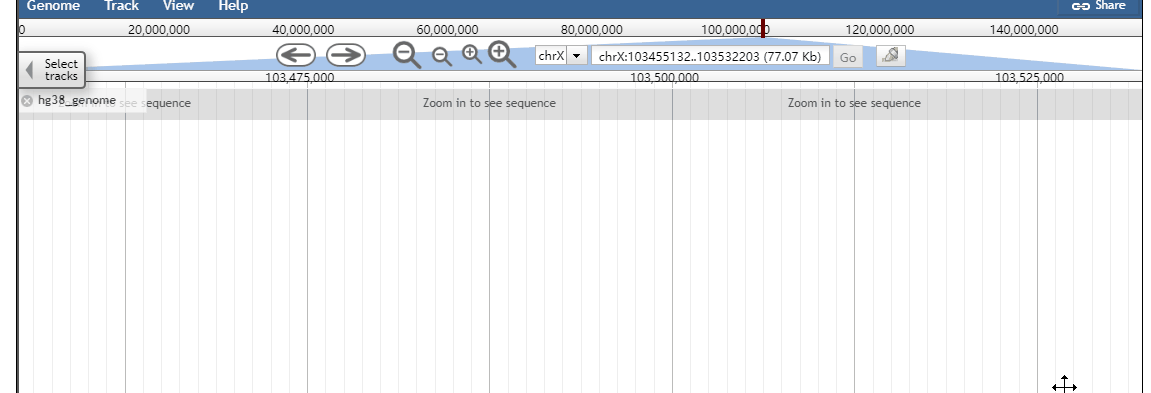 Genome Track View Help Share
0 20,000,000 40,000,000 60,000,000 80,000,000 100,000,000 120,000,000 140,000,000
chrX chrX:103455132..103532203 (77.07 Kb) Go
Select
tracks
103,475,000 103,500,000 103,525,000
hg38_genome
see sequence Zoom in to see sequence Zoom in to see sequence